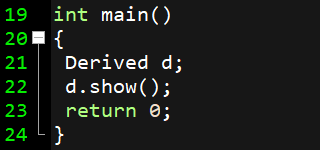 19 int main()
20 {
21  Derived d;
22  d.show();
23  return 0;
24 }